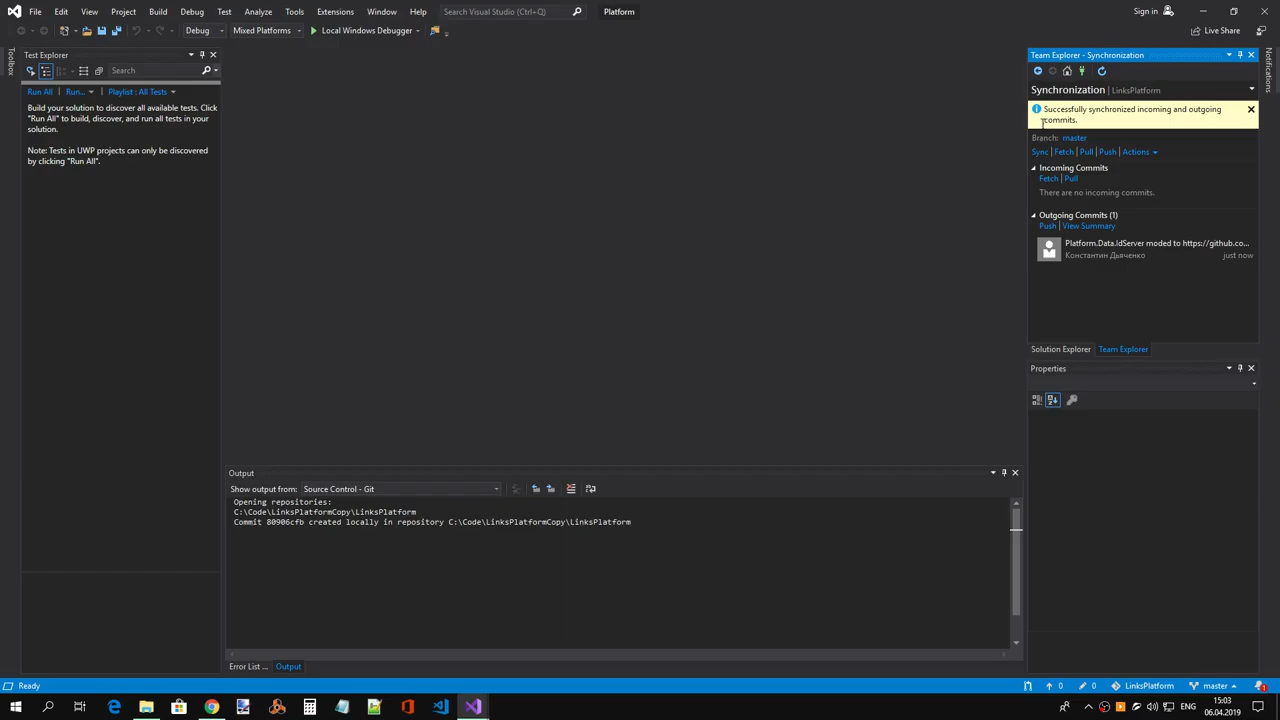 File Edit View Project Build Debug Test Analyze Tools Extensions Window Help Search Visual Studio (Ctrl+Q) Platform Sign in
Debug Mixed Platforms Local Windows Debugger Live Share
Toolbox
Test Explorer
Search
Run All | Run... Playlist : All Tests
Build your solution to discover all available tests. Click
"Run All" to build, discover, and run all tests in your
solution.
Note: Tests in UWP projects can only be discovered
by clicking "Run All".
Team Explorer - Synchronization
Synchronization | LinksPlatform
Successfully synchronized incoming and outgoing
commits.
Branch: master
Sync | Fetch | Pull | Push | Actions
Incoming Commits
Fetch | Pull
There are no incoming commits.
Outgoing Commits (1)
Push | View Summary
Platform.Data.IdServer moded to https://github.co...
Константин Дьяченко just now
Solution Explorer Team Explorer
Properties
Notifications
Output
Show output from: Source Control - Git
Opening repositories:
C:\Code\LinksPlatformCopy\LinksPlatform
Commit 80906cfb created locally in repository C:\Code\LinksPlatformCopy\LinksPlatform
Error List ... Output
Ready 0 0 LinksPlatform master 1
ENG 15:03
06.04.2019